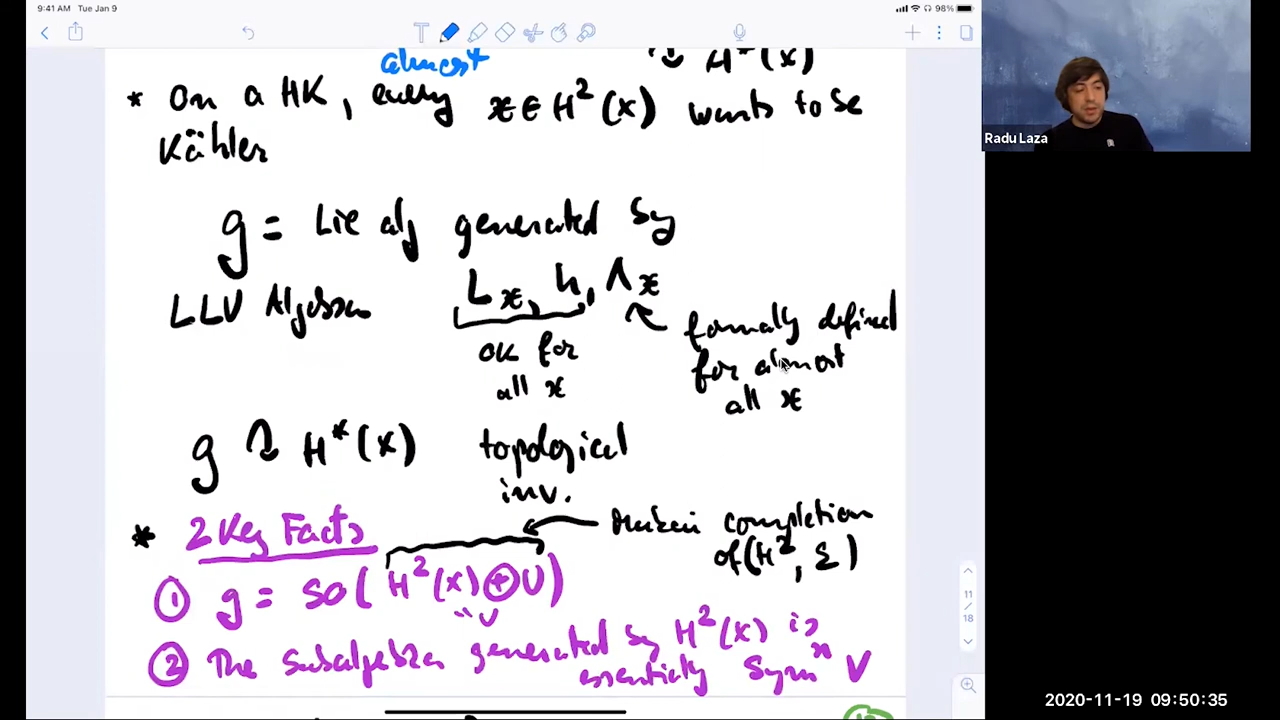 9:41 AM Tue Jan 9
98%
almost
H*(X)
* On a HK, every x ∈ H²(X) wants to be
Kähler
g = Lie alg generated by
LLV Algebra
L_x, h, Λ_x
ok for
all x
formally defined
for almost
all x
g ↷ H*(X) topological
inv.
* 2 Key Facts
Mukai completion
of (H², q)
① g = so(H²(X) ⊕ U)
" V
② The subalgebra generated by H²(X) is
essentially Symⁿ V
11
/
18
Radu Laza
2020-11-19 09:50:35